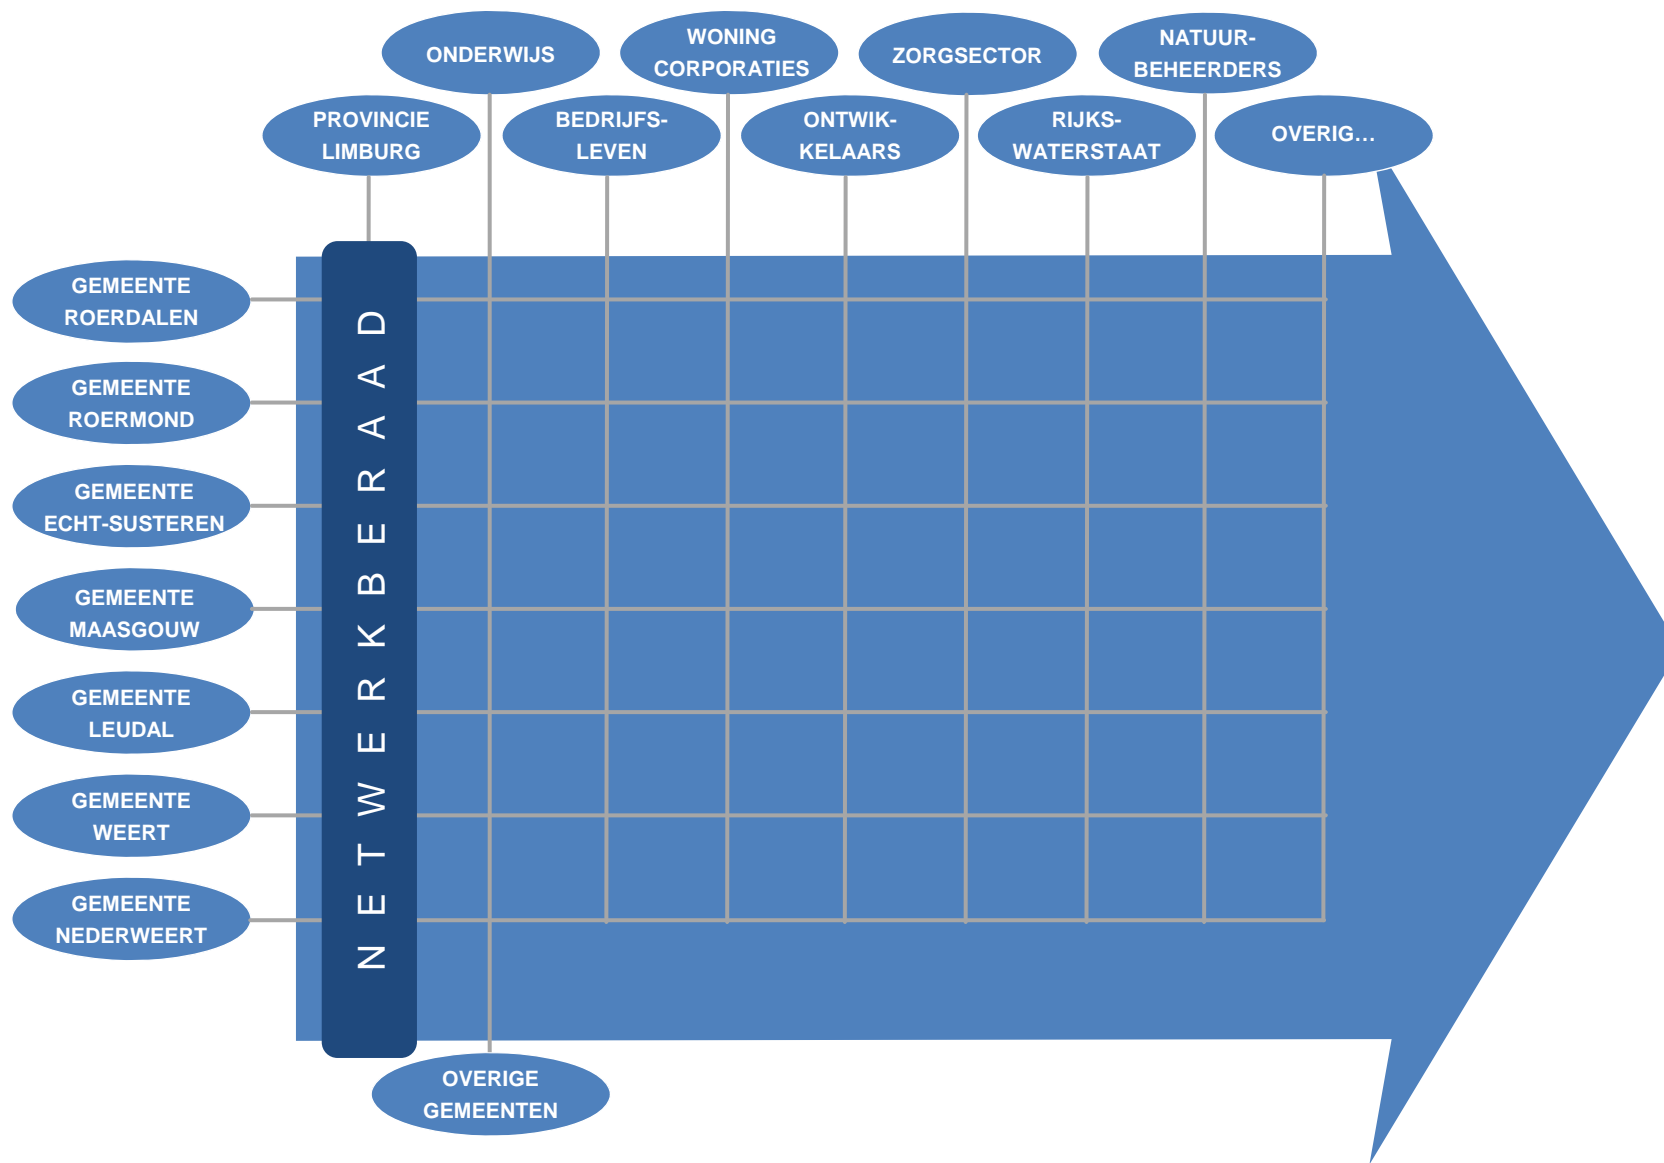 ONDERWIJS
WONING
CORPORATIES
ZORGSECTOR
NATUUR-
BEHEERDERS
PROVINCIE
LIMBURG
BEDRIJFS-
LEVEN
ONTWIK-
KELAARS
RIJKS-
WATERSTAAT
OVERIG...
GEMEENTE
ROERDALEN
GEMEENTE
ROERMOND
GEMEENTE
ECHT-SUSTEREN
GEMEENTE
MAASGOUW
GEMEENTE
LEUDAL
GEMEENTE
WEERT
GEMEENTE
NEDERWEERT
NETWERKBERAAD
OVERIGE
GEMEENTEN